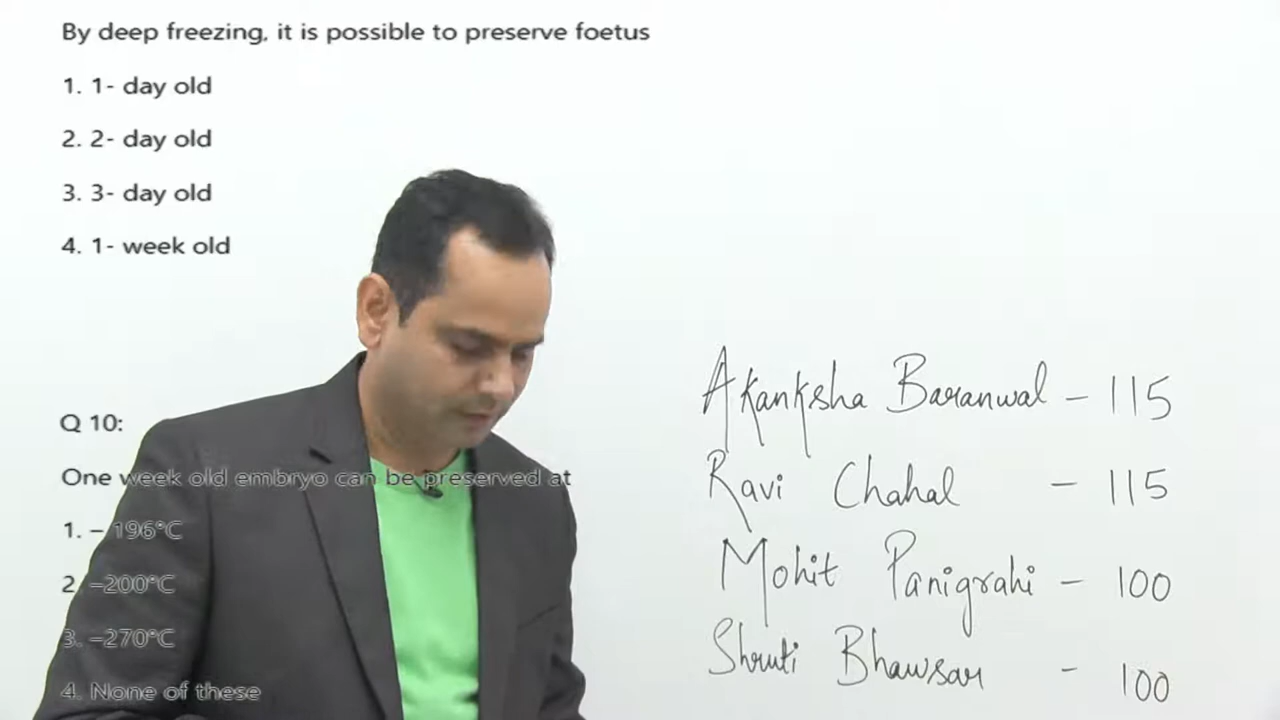 By deep freezing, it is possible to preserve foetus
1. 1- day old
2. 2- day old
3. 3- day old
4. 1- week old
Q 10:
One week old embryo can be preserved at
1. – 196°C
2. –200°C
3. –270°C
4. None of these
Akanksha Baranwal - 115
Ravi Chahal - 115
Mohit Panigrahi - 100
Shruti Bhawsar - 100